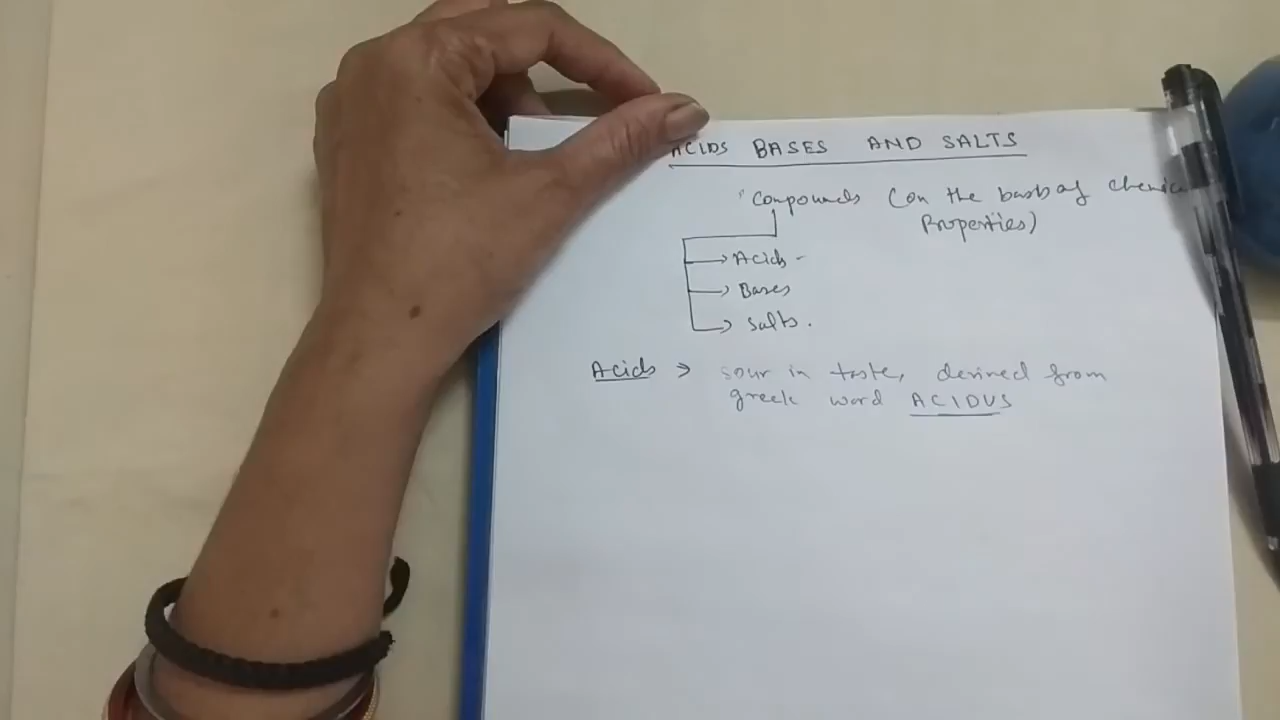 ACIDS BASES AND SALTS
Compounds (on the basis of chemica
Properties)
Acids -
Bases
Salts.
Acids → sour in taste, derived from
greek word ACIDUS